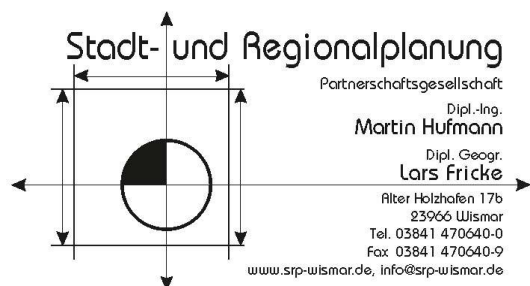 Stadt- und Regionalplanung
Partnerschaftsgesellschaft
Dipl.-Ing.
Martin Hufmann
Dipl. Geogr.
Lars Fricke
Alter Holzhafen 17b
23966 Wismar
Tel. 03841 470640-0
Fax 03841 470640-9
www.srp-wismar.de, info@srp-wismar.de